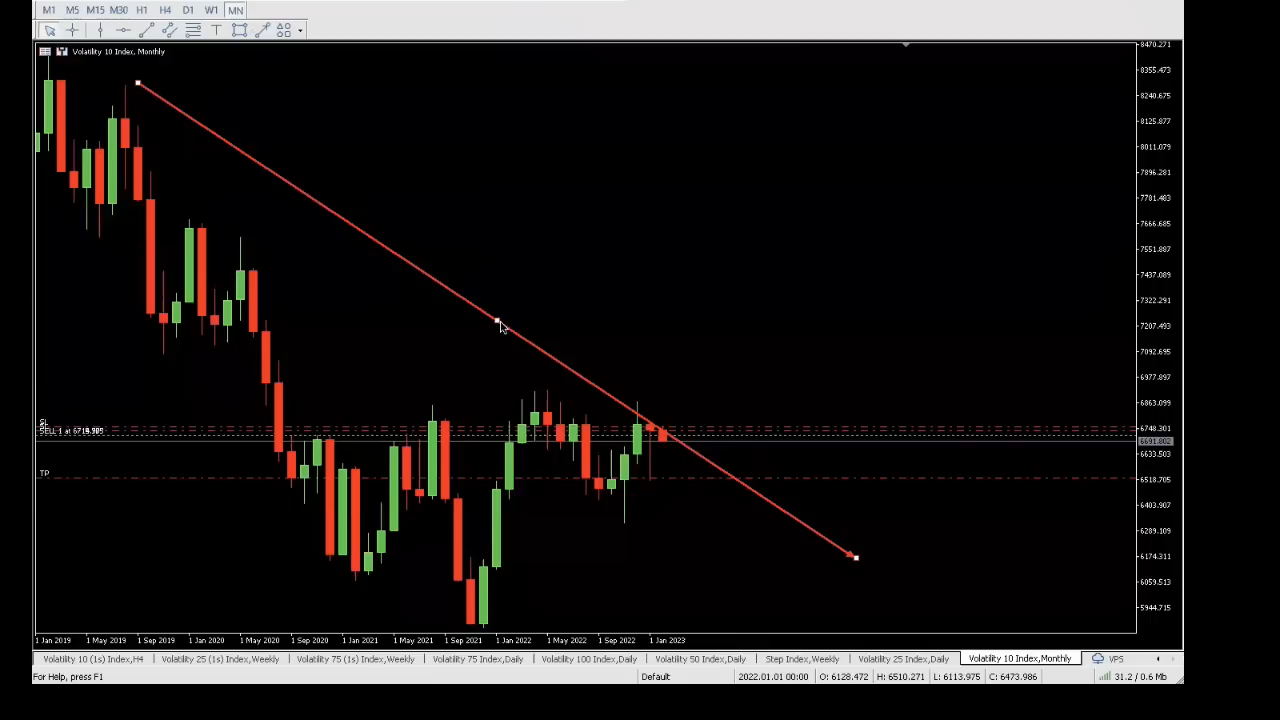 M1 M5 M15 M30 H1 H4 D1 W1 MN
T
Volatility 10 Index, Monthly
8470.271
8355.473
8240.675
8125.877
8011.079
7896.281
7781.483
7666.685
7551.887
7437.089
7322.291
7207.493
7092.695
6977.897
6863.099
SL
6748.301
SELL 1 at
6691.802
6633.503
TP
6518.705
6403.907
6289.109
6174.311
6059.513
5944.715
1 Jan 2019 1 May 2019 1 Sep 2019 1 Jan 2020 1 May 2020 1 Sep 2020 1 Jan 2021 1 May 2021 1 Sep 2021 1 Jan 2022 1 May 2022 1 Sep 2022 1 Jan 2023
Volatility 10 (1s) Index,H4 Volatility 25 (1s) Index,Weekly Volatility 75 (1s) Index,Weekly Volatility 75 Index,Daily Volatility 100 Index,Daily Volatility 50 Index,Daily Step Index,Weekly Volatility 25 Index,Daily Volatility 10 Index,Monthly VPS
For Help, press F1 Default 2022.01.01 00:00 O: 6128.472 H: 6510.271 L: 6113.975 C: 6473.986 31.2 / 0.6 Mb